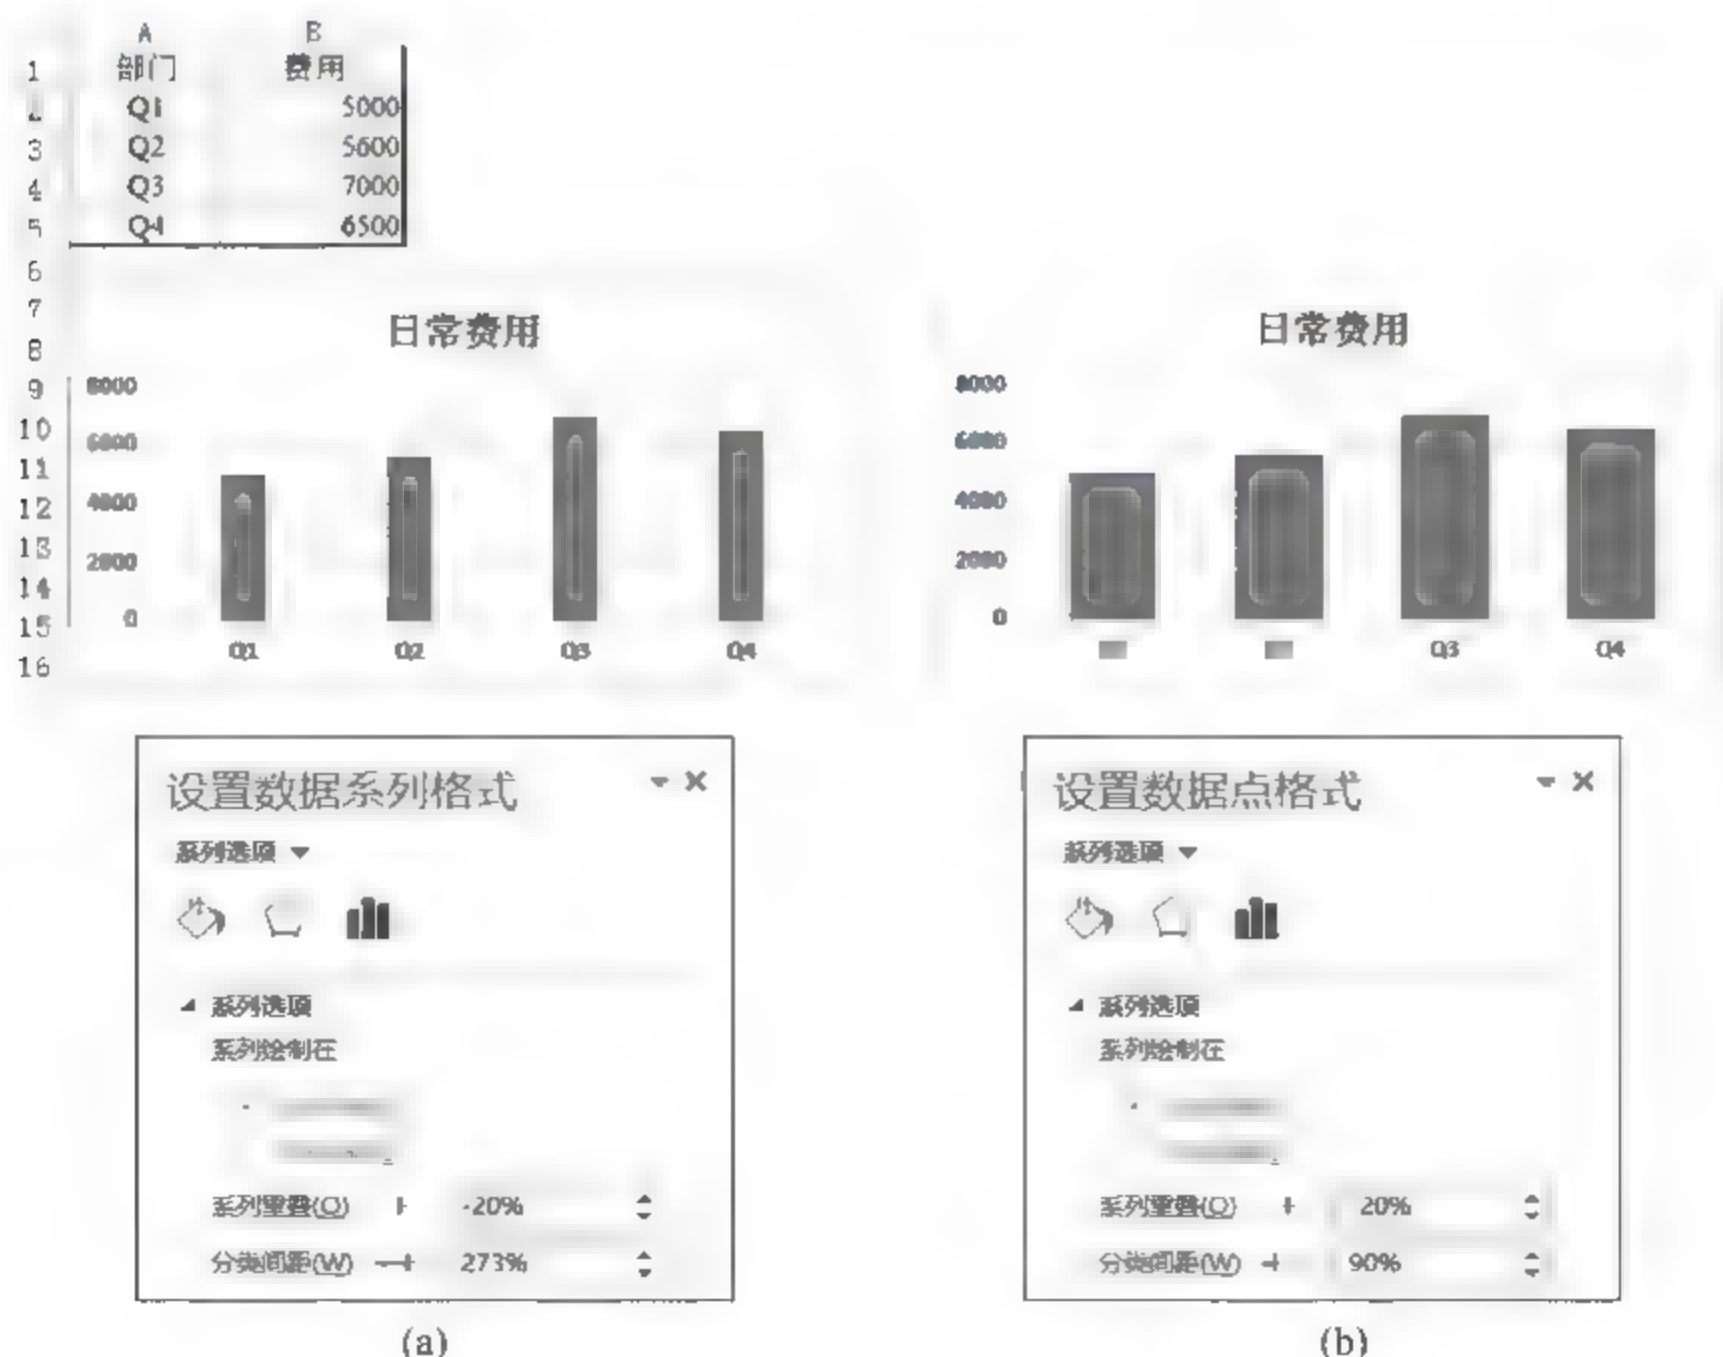 A B
1 部门 费用
2 Q1 5000
3 Q2 5600
4 Q3 7000
5 Q4 6500
6
7
8
9
10
11
12
13
14
15
16
日常费用
8000
6000
4000
2000
0
Q1 Q2 Q3 Q4
日常费用
8000
6000
4000
2000
0
Q3 Q4
设置数据系列格式
系列选项
系列选项
系列绘制在
系列重叠(O) -20%
分类间距(W) 273%
(a)
设置数据点格式
系列选项
系列选项
系列绘制在
系列重叠(O) 20%
分类间距(W) 90%
(b)